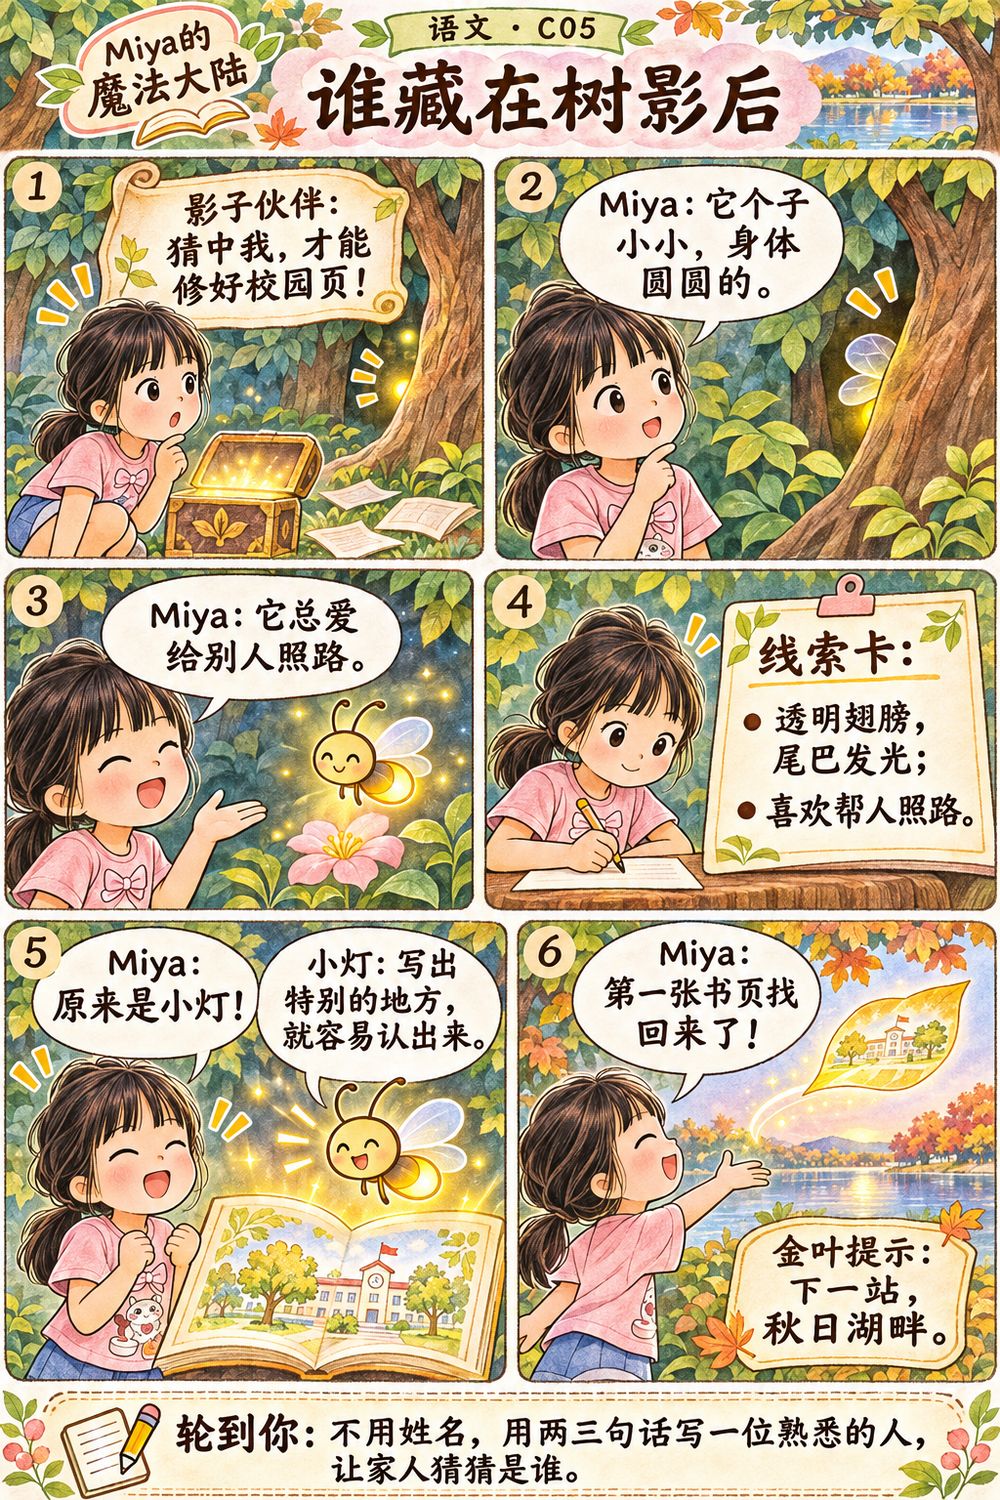 Miya的
魔法大陆
语文·C05
谁藏在树影后
1
影子伙伴：
猜中我，才能
修好校园页！
2
Miya：它个子
小小，身体
圆圆的。
3
Miya：它总爱
给别人照路。
4
线索卡：
● 透明翅膀，
尾巴发光；
● 喜欢帮人照路。
5
Miya：
原来是小灯！
小灯：写出
特别的地方，
就容易认出来。
6
Miya：
第一张书页找
回来了！
金叶提示：
下一站，
秋日湖畔。
轮到你：不用姓名，用两三句话写一位熟悉的人，
让家人猜猜是谁。